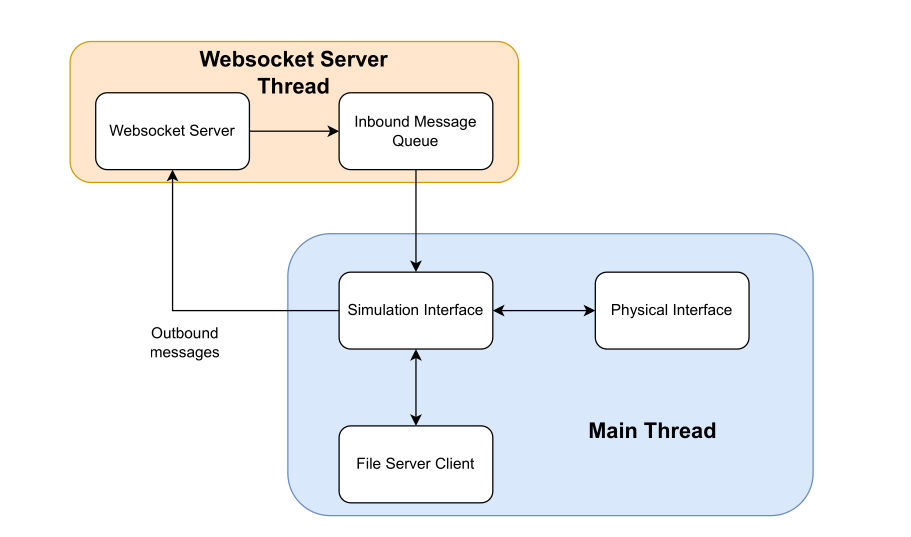 Websocket Server
Thread
Websocket Server
Inbound Message
Queue
Simulation Interface
Physical Interface
Outbound
messages
Main Thread
File Server Client